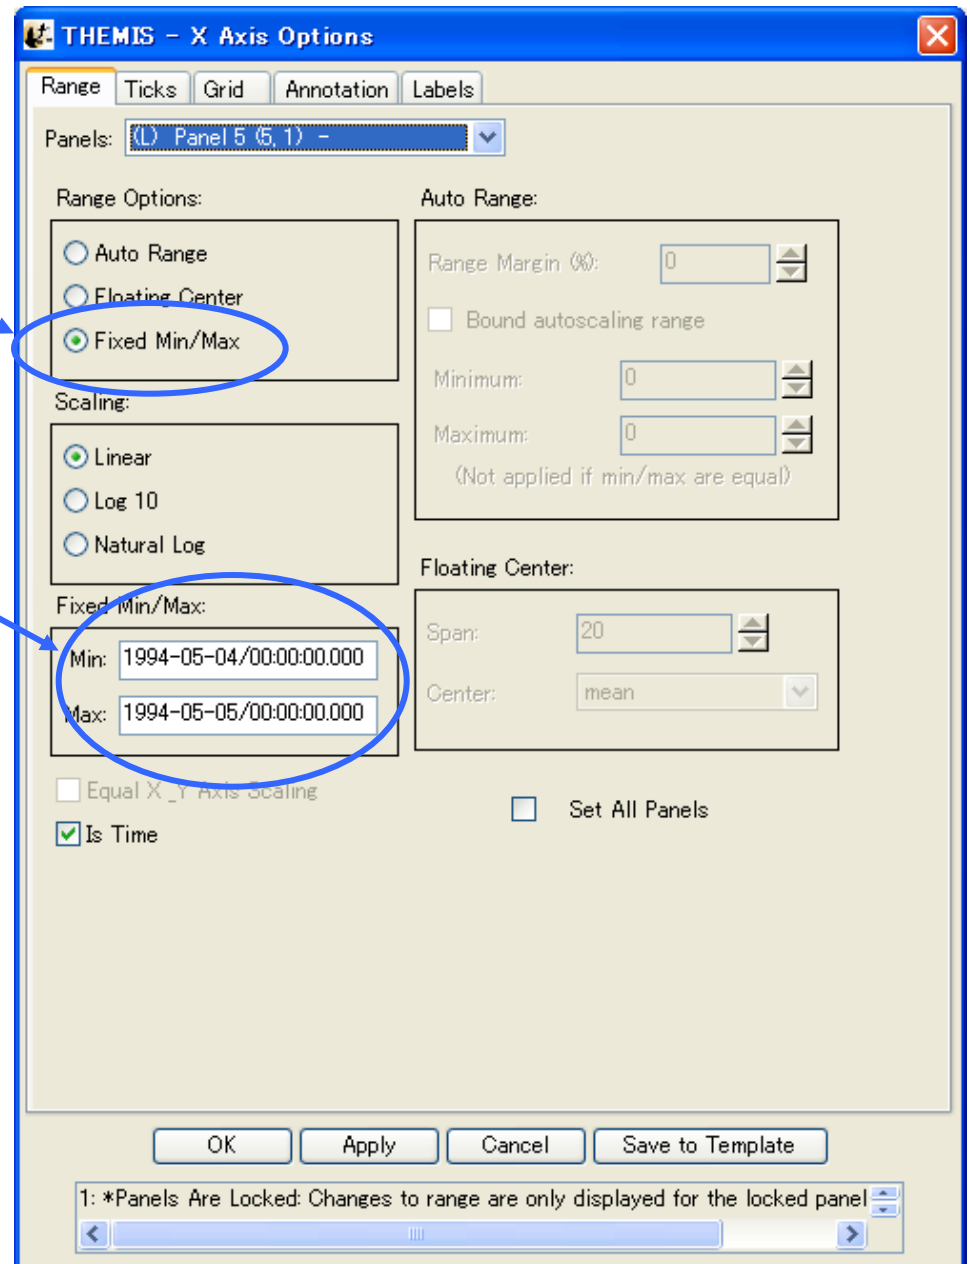 THEMIS - X Axis Options
Range Ticks Grid Annotation Labels
Panels: (L) Panel 5 (5, 1) -
Range Options:
Auto Range
Floating Center
Fixed Min/Max
Scaling:
Linear
Log 10
Natural Log
Fixed Min/Max:
Min: 1994-05-04/00:00:00.000
Max: 1994-05-05/00:00:00.000
Equal X_Y Axis Scaling
Is Time
Auto Range:
Range Margin (%): 0
Bound autoscaling range
Minimum: 0
Maximum: 0
(Not applied if min/max are equal)
Floating Center:
Span: 20
Center: mean
Set All Panels
OK Apply Cancel Save to Template
1: *Panels Are Locked: Changes to range are only displayed for the locked panel